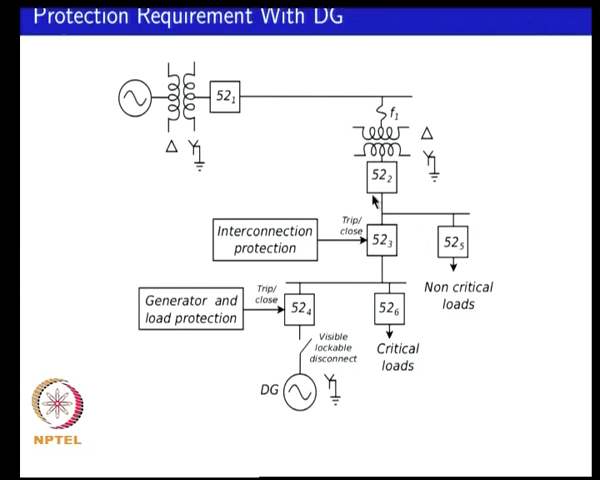 Protection Requirement With DG
52₁
f₁
Δ
Δ
52₂
Trip/
close
Interconnection
protection
52₃
52₅
Non critical
loads
Trip/
close
Generator and
load protection
52₄
52₆
Visible
lockable
disconnect
Critical
loads
DG
NPTEL